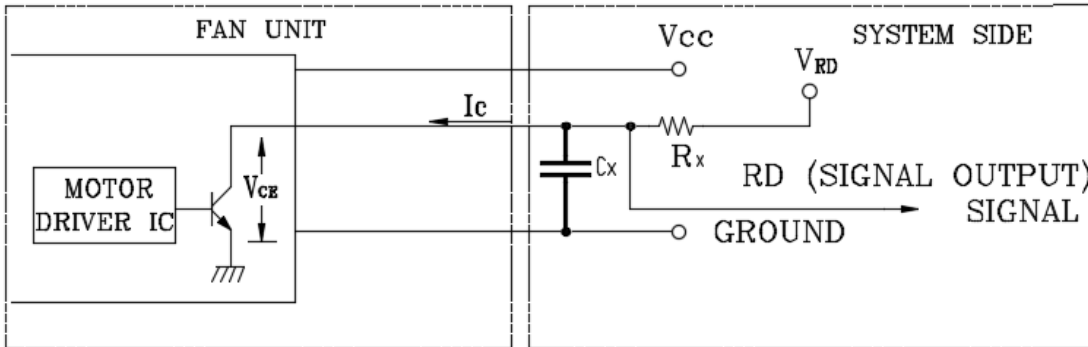 FAN UNIT
SYSTEM SIDE
Vcc
VRD
Ic
Rx
Cx
VCE
MOTOR
DRIVER IC
RD (SIGNAL OUTPUT)
SIGNAL
GROUND